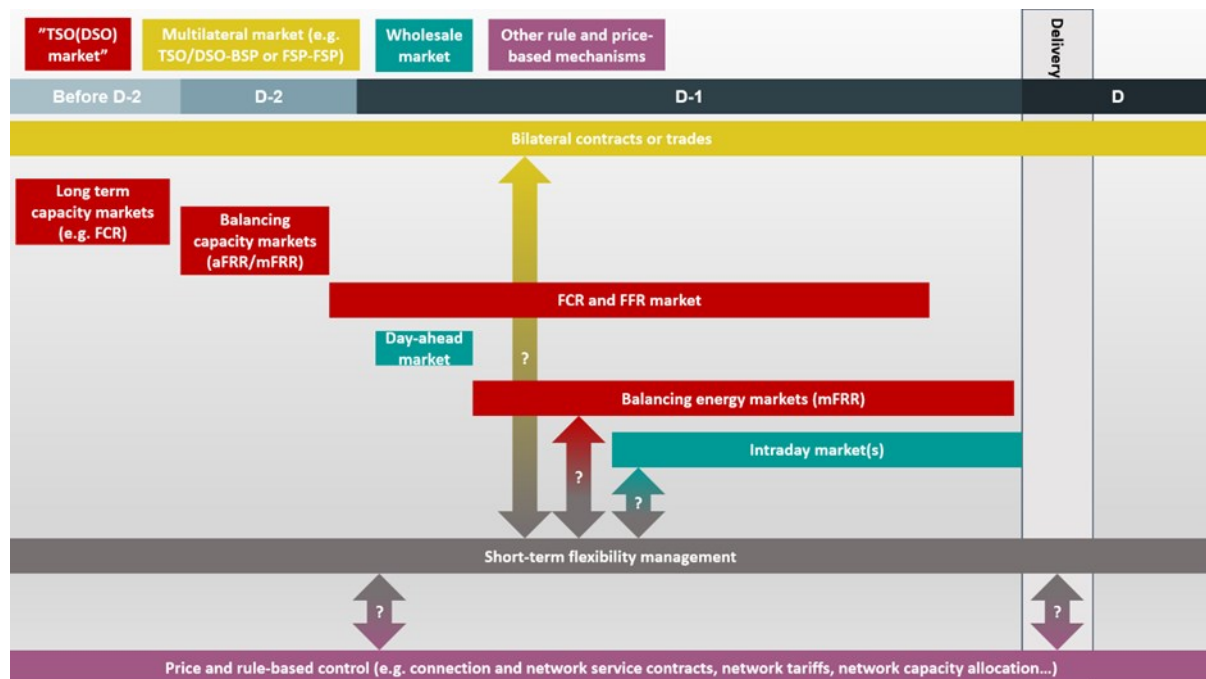 ”TSO(DSO)
market”
Multilateral market (e.g.
TSO/DSO-BSP or FSP-FSP)
Wholesale
market
Other rule and price-
based mechanisms
Delivery
Before D-2
D-2
D-1
D
Bilateral contracts or trades
Long term
capacity markets
(e.g. FCR)
Balancing
capacity markets
(aFRR/mFRR)
FCR and FFR market
Day-ahead
market
?
Balancing energy markets (mFRR)
Intraday market(s)
?
?
Short-term flexibility management
?
?
Price and rule-based control (e.g. connection and network service contracts, network tariffs, network capacity allocation...)